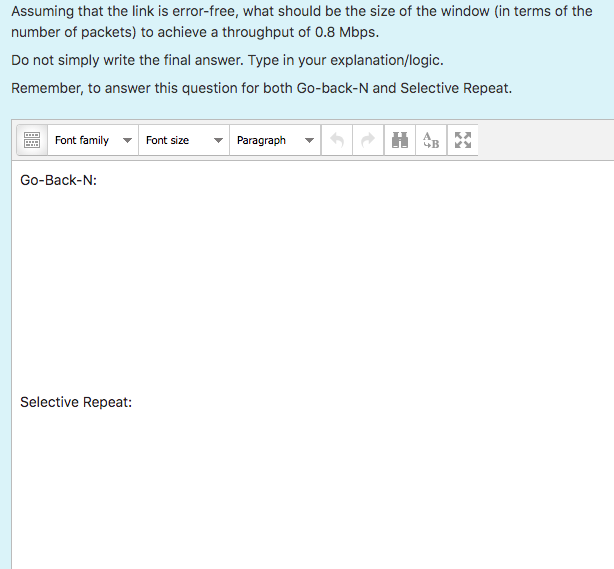 Assuming that the link is error-free, what should be the size of the window (in terms of the
number of packets) to achieve a throughput of 0.8 Mbps.
Do not simply write the final answer. Type in your explanation/logic.
Remember, to answer this question for both Go-back-N and Selective Repeat.
Font family Font size Paragraph A B
Go-Back-N:
Selective Repeat: